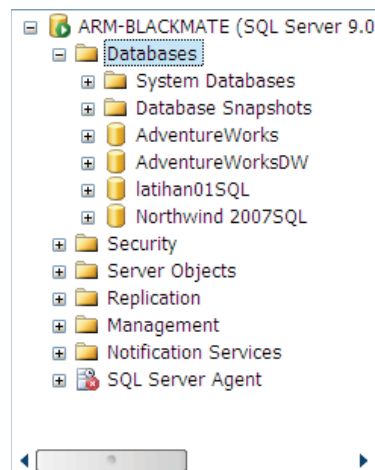 ARM-BLACKMATE (SQL Server 9.0
Databases
System Databases
Database Snapshots
AdventureWorks
AdventureWorksDW
latihan01SQL
Northwind 2007SQL
Security
Server Objects
Replication
Management
Notification Services
SQL Server Agent